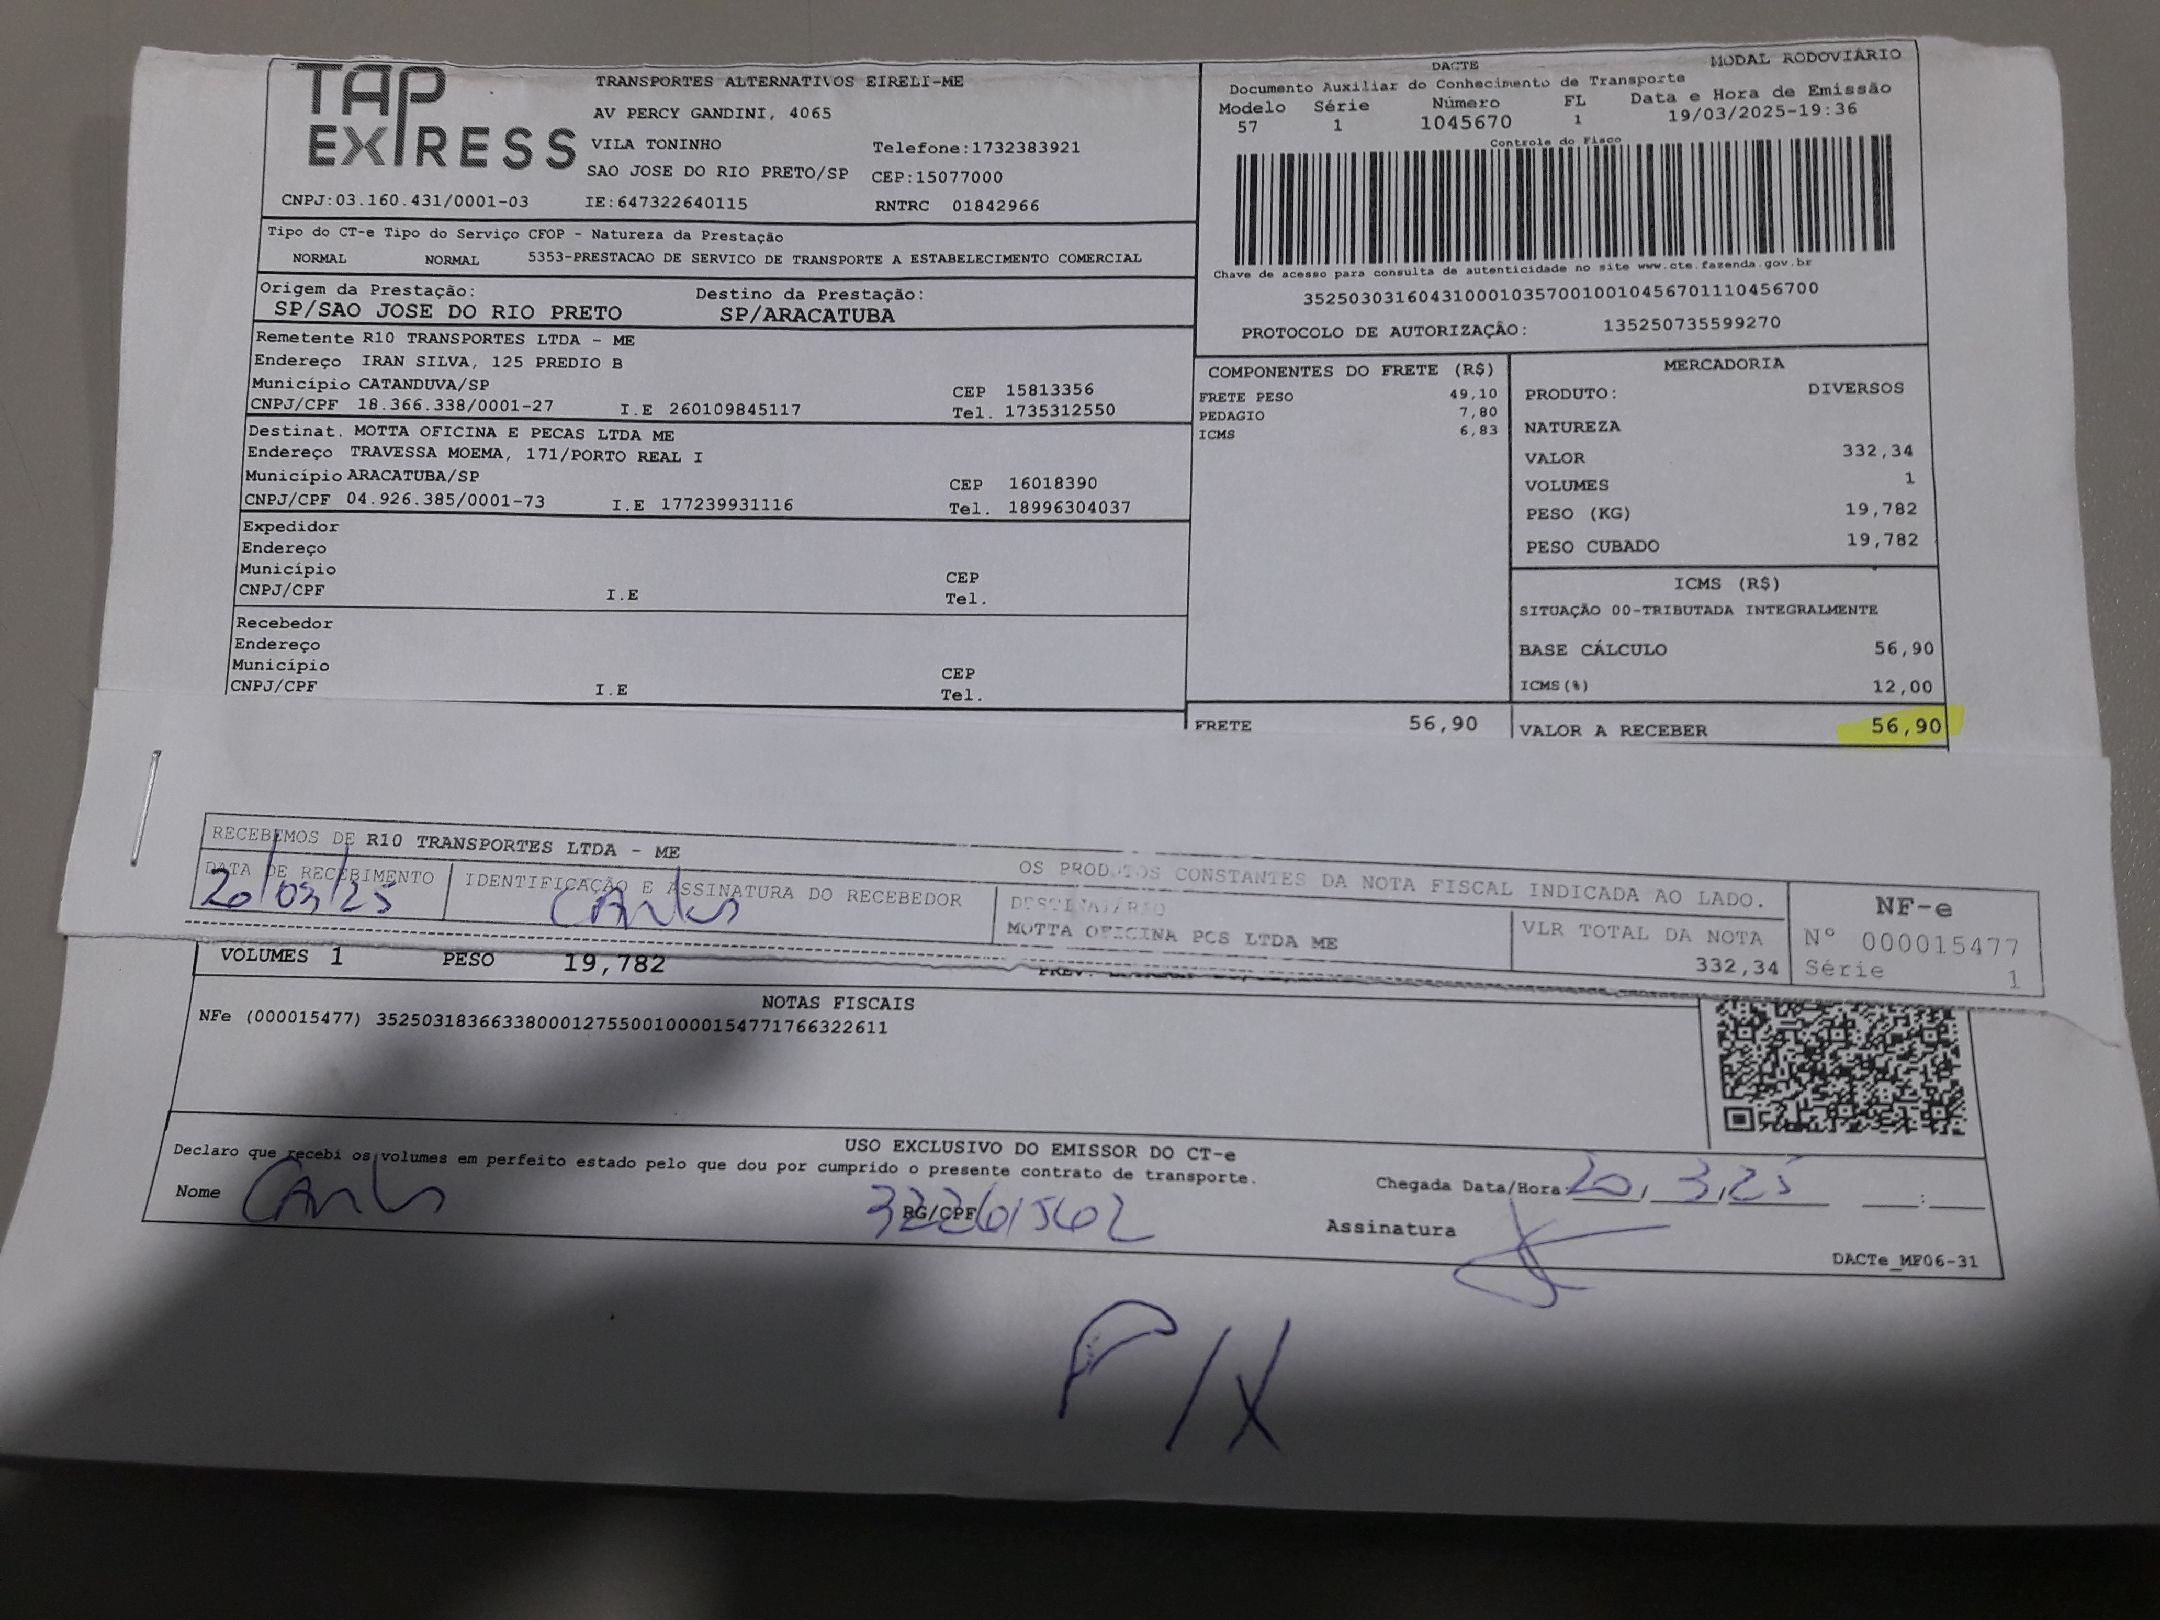 TAP EXPRESS
TRANSPORTES ALTERNATIVOS EIRELI-ME
AV PERCY GANDINI, 4065
VILA TONINHO Telefone:1732383921
SAO JOSE DO RIO PRETO/SP CEP:15077000
CNPJ:03.160.431/0001-03 IE:647322640115 RNTRC 01842966
DACTE MODAL RODOVIÁRIO
Documento Auxiliar do Conhecimento de Transporte
Modelo Série Número FL Data e Hora de Emissão
57 1 1045670 1 19/03/2025-19:36
Controle do Fisco
Chave de acesso para consulta de autenticidade no site www.cte.fazenda.gov.br
35250303160431000103570010010456701110456700
PROTOCOLO DE AUTORIZAÇÃO: 135250735599270
Tipo do CT-e Tipo do Serviço CFOP - Natureza da Prestação
NORMAL NORMAL 5353-PRESTACAO DE SERVICO DE TRANSPORTE A ESTABELECIMENTO COMERCIAL
Origem da Prestação: Destino da Prestação:
SP/SAO JOSE DO RIO PRETO SP/ARACATUBA
Remetente R10 TRANSPORTES LTDA - ME
Endereço IRAN SILVA, 125 PREDIO B
Município CATANDUVA/SP CEP 15813356
CNPJ/CPF 18.366.338/0001-27 I.E 260109845117 Tel. 1735312550
Destinat. MOTTA OFICINA E PECAS LTDA ME
Endereço TRAVESSA MOEMA, 171/PORTO REAL I
Município ARACATUBA/SP CEP 16018390
CNPJ/CPF 04.926.385/0001-73 I.E 177239931116 Tel. 18996304037
Expedidor
Endereço
Município CEP
CNPJ/CPF I.E Tel.
Recebedor
Endereço
Município CEP
CNPJ/CPF I.E Tel.
COMPONENTES DO FRETE (R$)
FRETE PESO 49,10
PEDAGIO 7,80
ICMS 6,83
FRETE 56,90
MERCADORIA
PRODUTO: DIVERSOS
NATUREZA
VALOR 332,34
VOLUMES 1
PESO (KG) 19,782
PESO CUBADO 19,782
ICMS (R$)
SITUAÇÃO 00-TRIBUTADA INTEGRALMENTE
BASE CÁLCULO 56,90
ICMS(%) 12,00
VALOR A RECEBER 56,90
RECEBEMOS DE R10 TRANSPORTES LTDA - ME OS PRODUTOS CONSTANTES DA NOTA FISCAL INDICADA AO LADO.
DATA DE RECEBIMENTO IDENTIFICAÇÃO E ASSINATURA DO RECEBEDOR DESTINATÁRIO
20/03/25 Carlos MOTTA OFICINA PCS LTDA ME
VLR TOTAL DA NOTA
332,34
NF-e
Nº 000015477
Série 1
VOLUMES 1 PESO 19,782
NOTAS FISCAIS
NFe (000015477) 35250318366338000127550010000154771766322611
USO EXCLUSIVO DO EMISSOR DO CT-e
Declaro que recebi os volumes em perfeito estado pelo que dou por cumprido o presente contrato de transporte.
Chegada Data/Hora: 20/3/25 :
Nome Carlos RG/CPF 322615602 Assinatura
DACTe_MF06-31
PIX